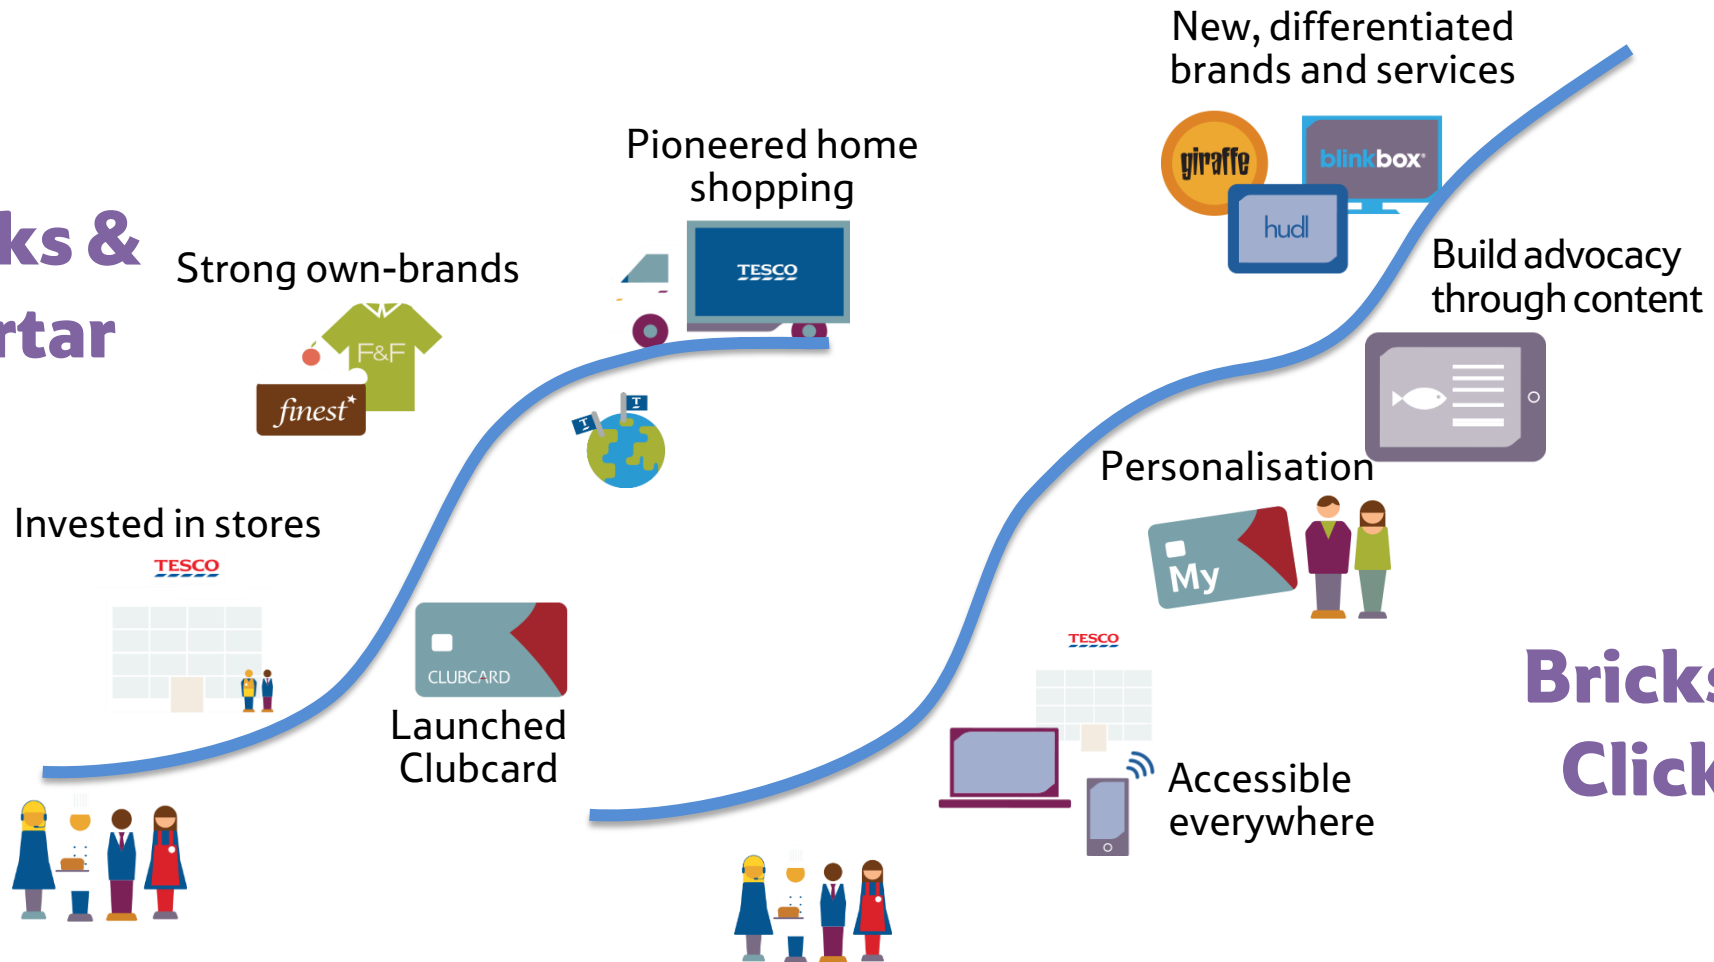 New, differentiated
brands and services
giraffe
blinkbox
hudl
Pioneered home
shopping
TESCO
ks &
rtar
Strong own-brands
F&F
finest*
Build advocacy
through content
T
T
Personalisation
My
Invested in stores
TESCO
CLUBCARD
Launched
Clubcard
TESCO
Accessible
everywhere
Bricks
Click